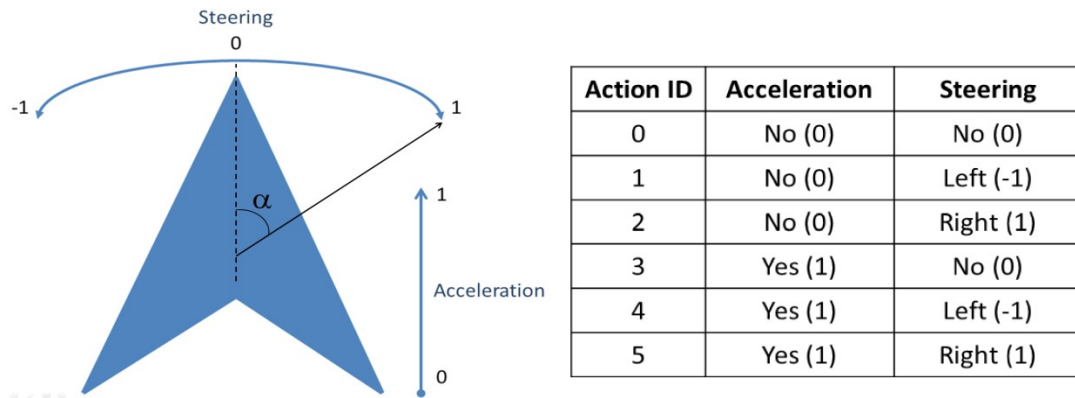 Steering
0
-1
1
α
1
Acceleration
0
Action ID Acceleration Steering
0 No (0) No (0)
1 No (0) Left (-1)
2 No (0) Right (1)
3 Yes (1) No (0)
4 Yes (1) Left (-1)
5 Yes (1) Right (1)